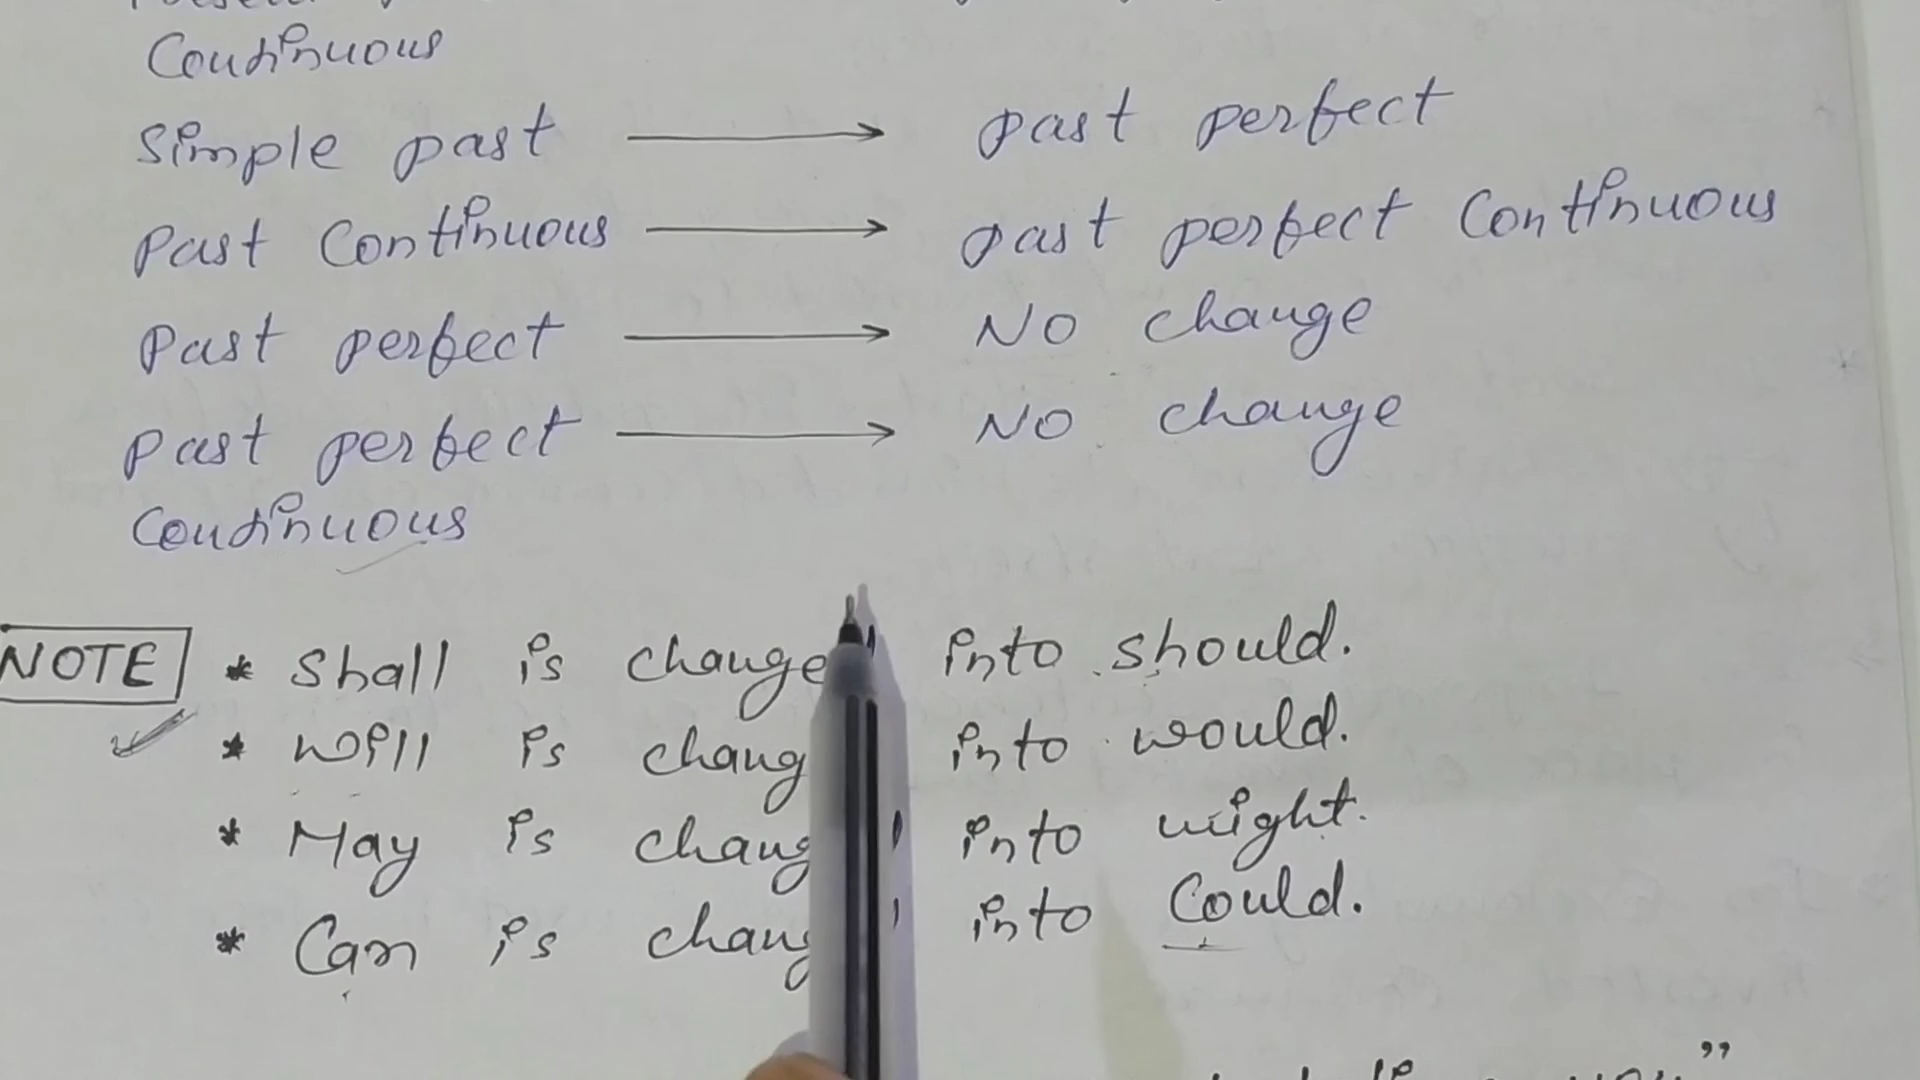 Continuous
Simple past → past perfect
Past Continuous → past perfect Continuous
Past perfect → No change
Past perfect → No change
Continuous
NOTE * Shall is change into should.
* Will is chang into would.
* May is chang into might.
* Can is chang into Could.
”